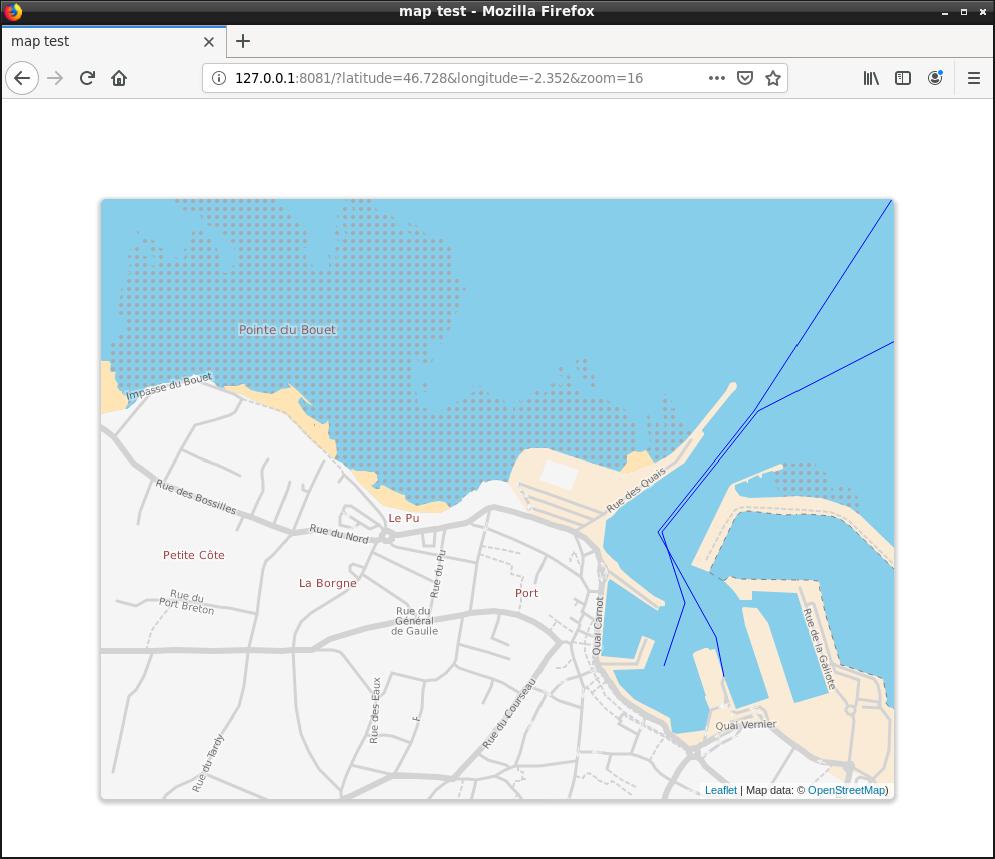 map test - Mozilla Firefox
map test
127.0.0.1:8081/?latitude=46.728&longitude=-2.352&zoom=16
Pointe du Bouet
Impasse du Bouet
Rue des Quais
Rue des Bossilles
Le Pu
Rue du Nord
Petite Côte
Rue du Pu
La Borgne
Port
Rue du
Port Breton
Rue du
Général
de Gaulle
Quai Carnot
Rue de la Galiote
Rue des Eaux
Rue du Courseau
Quai Vernier
Rue du Tardy
Leaflet | Map data: © OpenStreetMap)